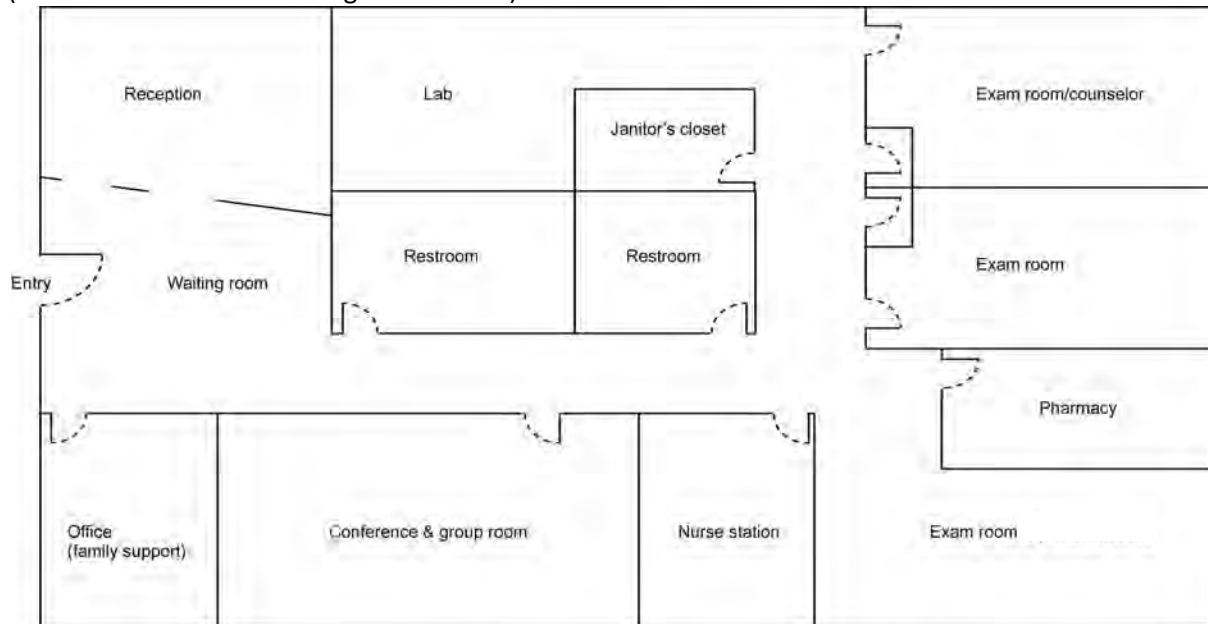 Reception
Lab
Janitor's closet
Exam room/counselor
Restroom
Restroom
Exam room
Entry
Waiting room
Pharmacy
Office
(family support)
Conference & group room
Nurse station
Exam room